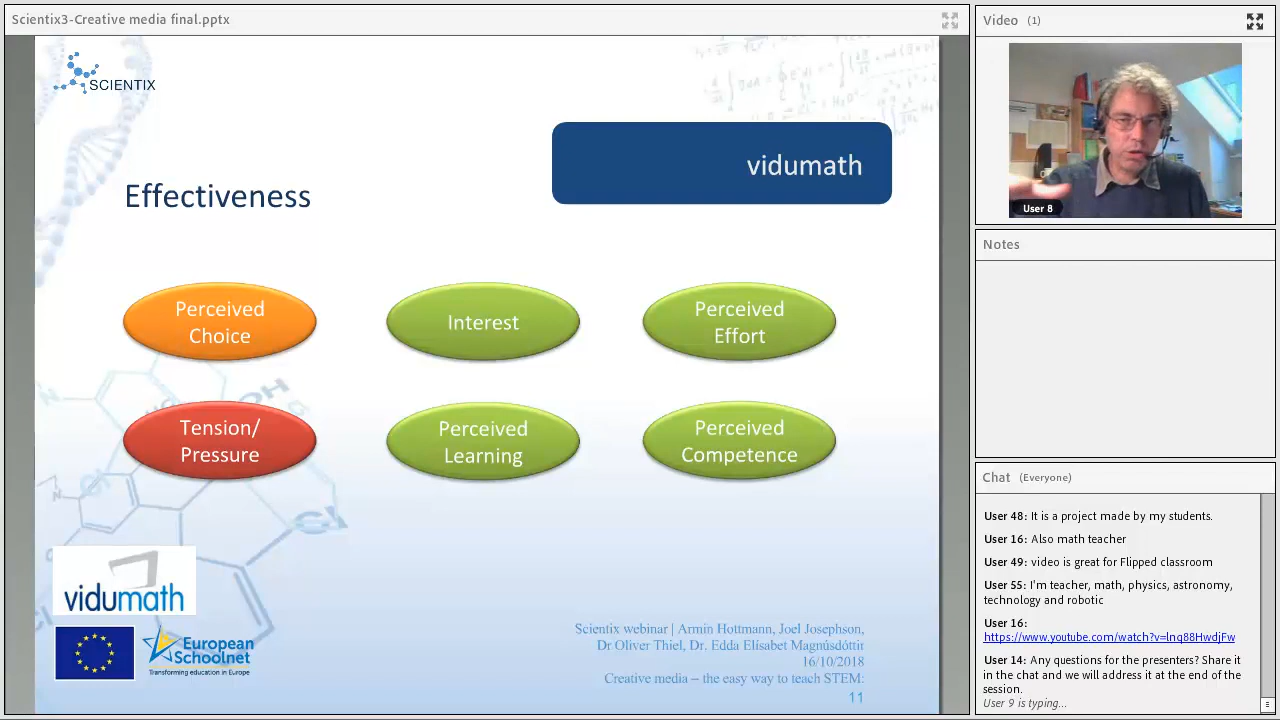 Scientix3-Creative media final.pptx
SCIENTIX
vidumath
Effectiveness
Perceived
Choice
Interest
Perceived
Effort
Tension/
Pressure
Perceived
Learning
Perceived
Competence
vidumath
European
Schoolnet
Transforming education in Europe
Scientix webinar | Armin Hottmann, Joel Josephson,
Dr Oliver Thiel, Dr. Edda Elísabet Magnúsdóttir
16/10/2018
Creative media – the easy way to teach STEM:
11
Video (1)
User 8
Notes
Chat (Everyone)
User 48: It is a project made by my students.
User 16: Also math teacher
User 49: video is great for Flipped classroom
User 55: I'm teacher, math, physics, astronomy,
technology and robotic
User 16:
https://www.youtube.com/watch?v=lnq88HwdjFw
User 14: Any questions for the presenters? Share it
in the chat and we will address it at the end of the
session.
User 9 is typing...